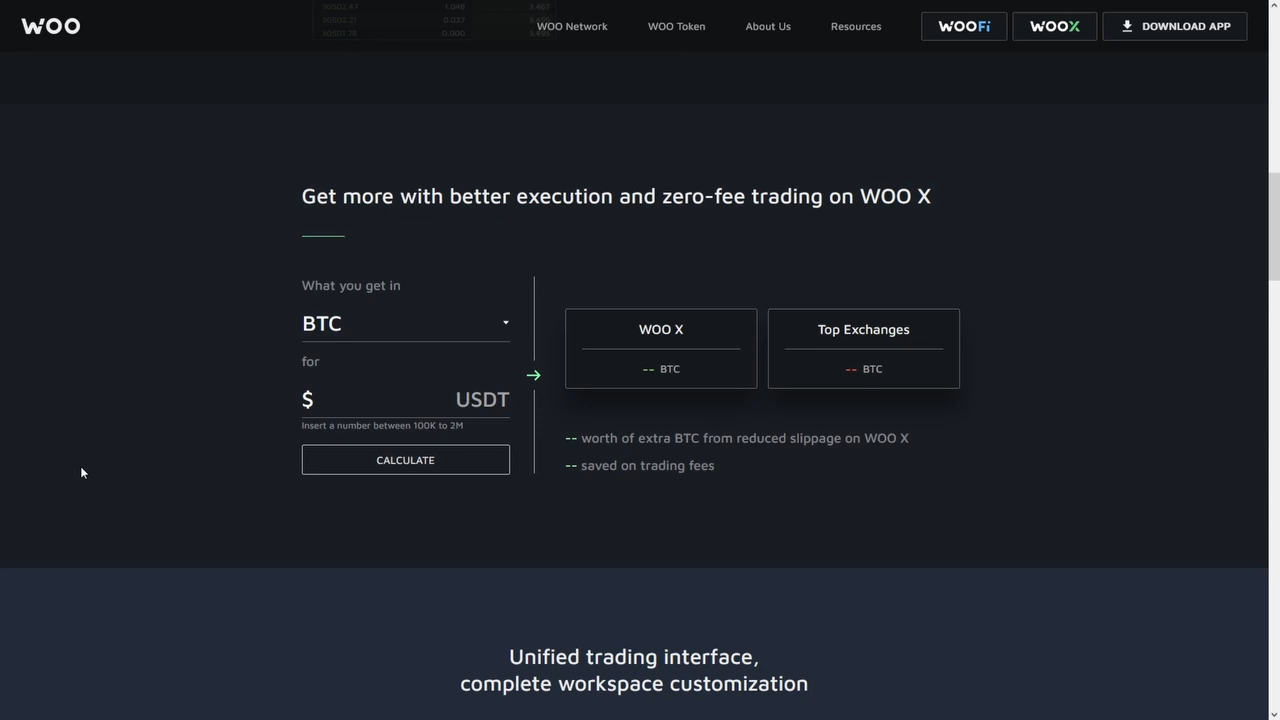 WOO
WOO Network
WOO Token
About Us
Resources
WOOFi
WOOX
DOWNLOAD APP
Get more with better execution and zero-fee trading on WOO X
What you get in
BTC
for
$ USDT
Insert a number between 100K to 2M
CALCULATE
WOO X
-- BTC
Top Exchanges
-- BTC
-- worth of extra BTC from reduced slippage on WOO X
-- saved on trading fees
Unified trading interface,
complete workspace customization